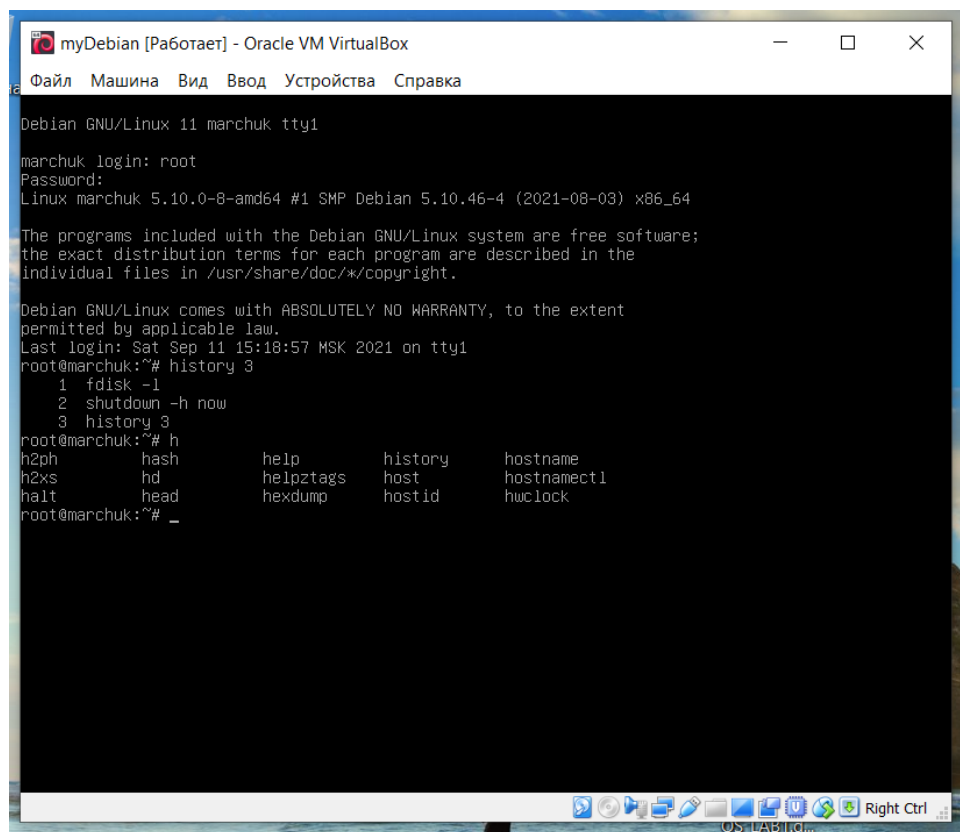 myDebian [Работает] - Oracle VM VirtualBox
Файл Машина Вид Ввод Устройства Справка
Debian GNU/Linux 11 marchuk tty1
marchuk login: root
Password:
Linux marchuk 5.10.0-8-amd64 #1 SMP Debian 5.10.46-4 (2021-08-03) x86_64
The programs included with the Debian GNU/Linux system are free software;
the exact distribution terms for each program are described in the
individual files in /usr/share/doc/*/copyright.
Debian GNU/Linux comes with ABSOLUTELY NO WARRANTY, to the extent
permitted by applicable law.
Last login: Sat Sep 11 15:18:57 MSK 2021 on tty1
root@marchuk:~# history 3
1 fdisk -l
2 shutdown -h now
3 history 3
root@marchuk:~# h
h2ph hash help history hostname
h2xs hd helpztags host hostnamectl
halt head hexdump hostid hwclock
root@marchuk:~# _
Right Ctrl